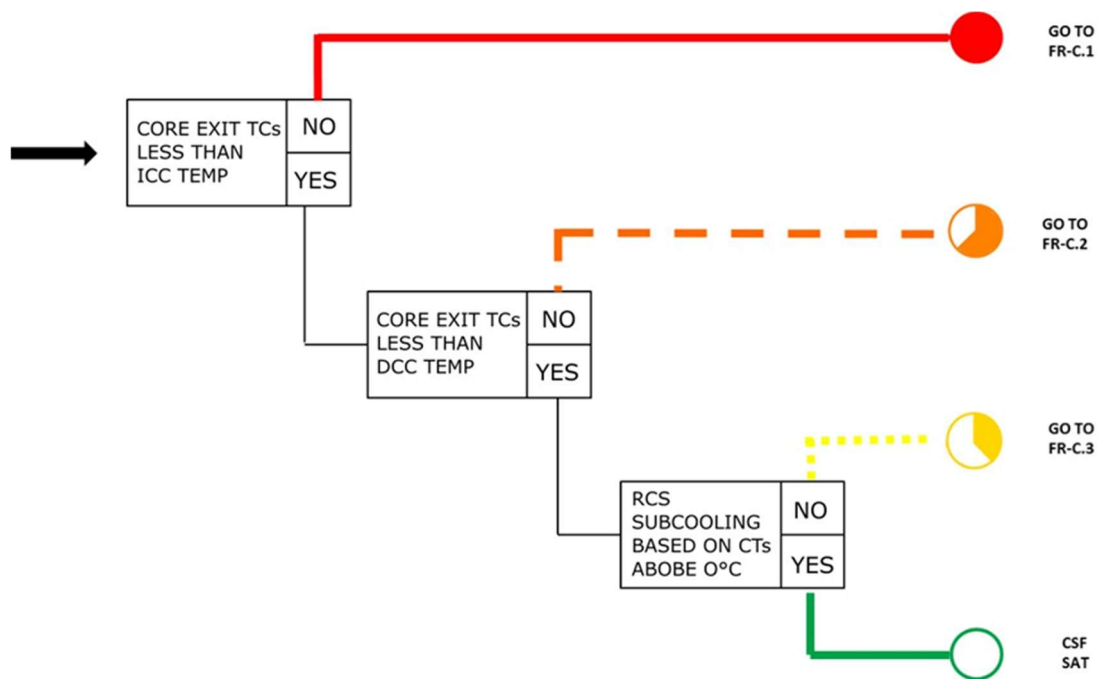 GO TO
FR-C.1
CORE EXIT TCs
LESS THAN
ICC TEMP
NO
YES
GO TO
FR-C.2
CORE EXIT TCs
LESS THAN
DCC TEMP
NO
YES
GO TO
FR-C.3
RCS
SUBCOOLING
BASED ON CTs
ABOBE O°C
NO
YES
CSF
SAT